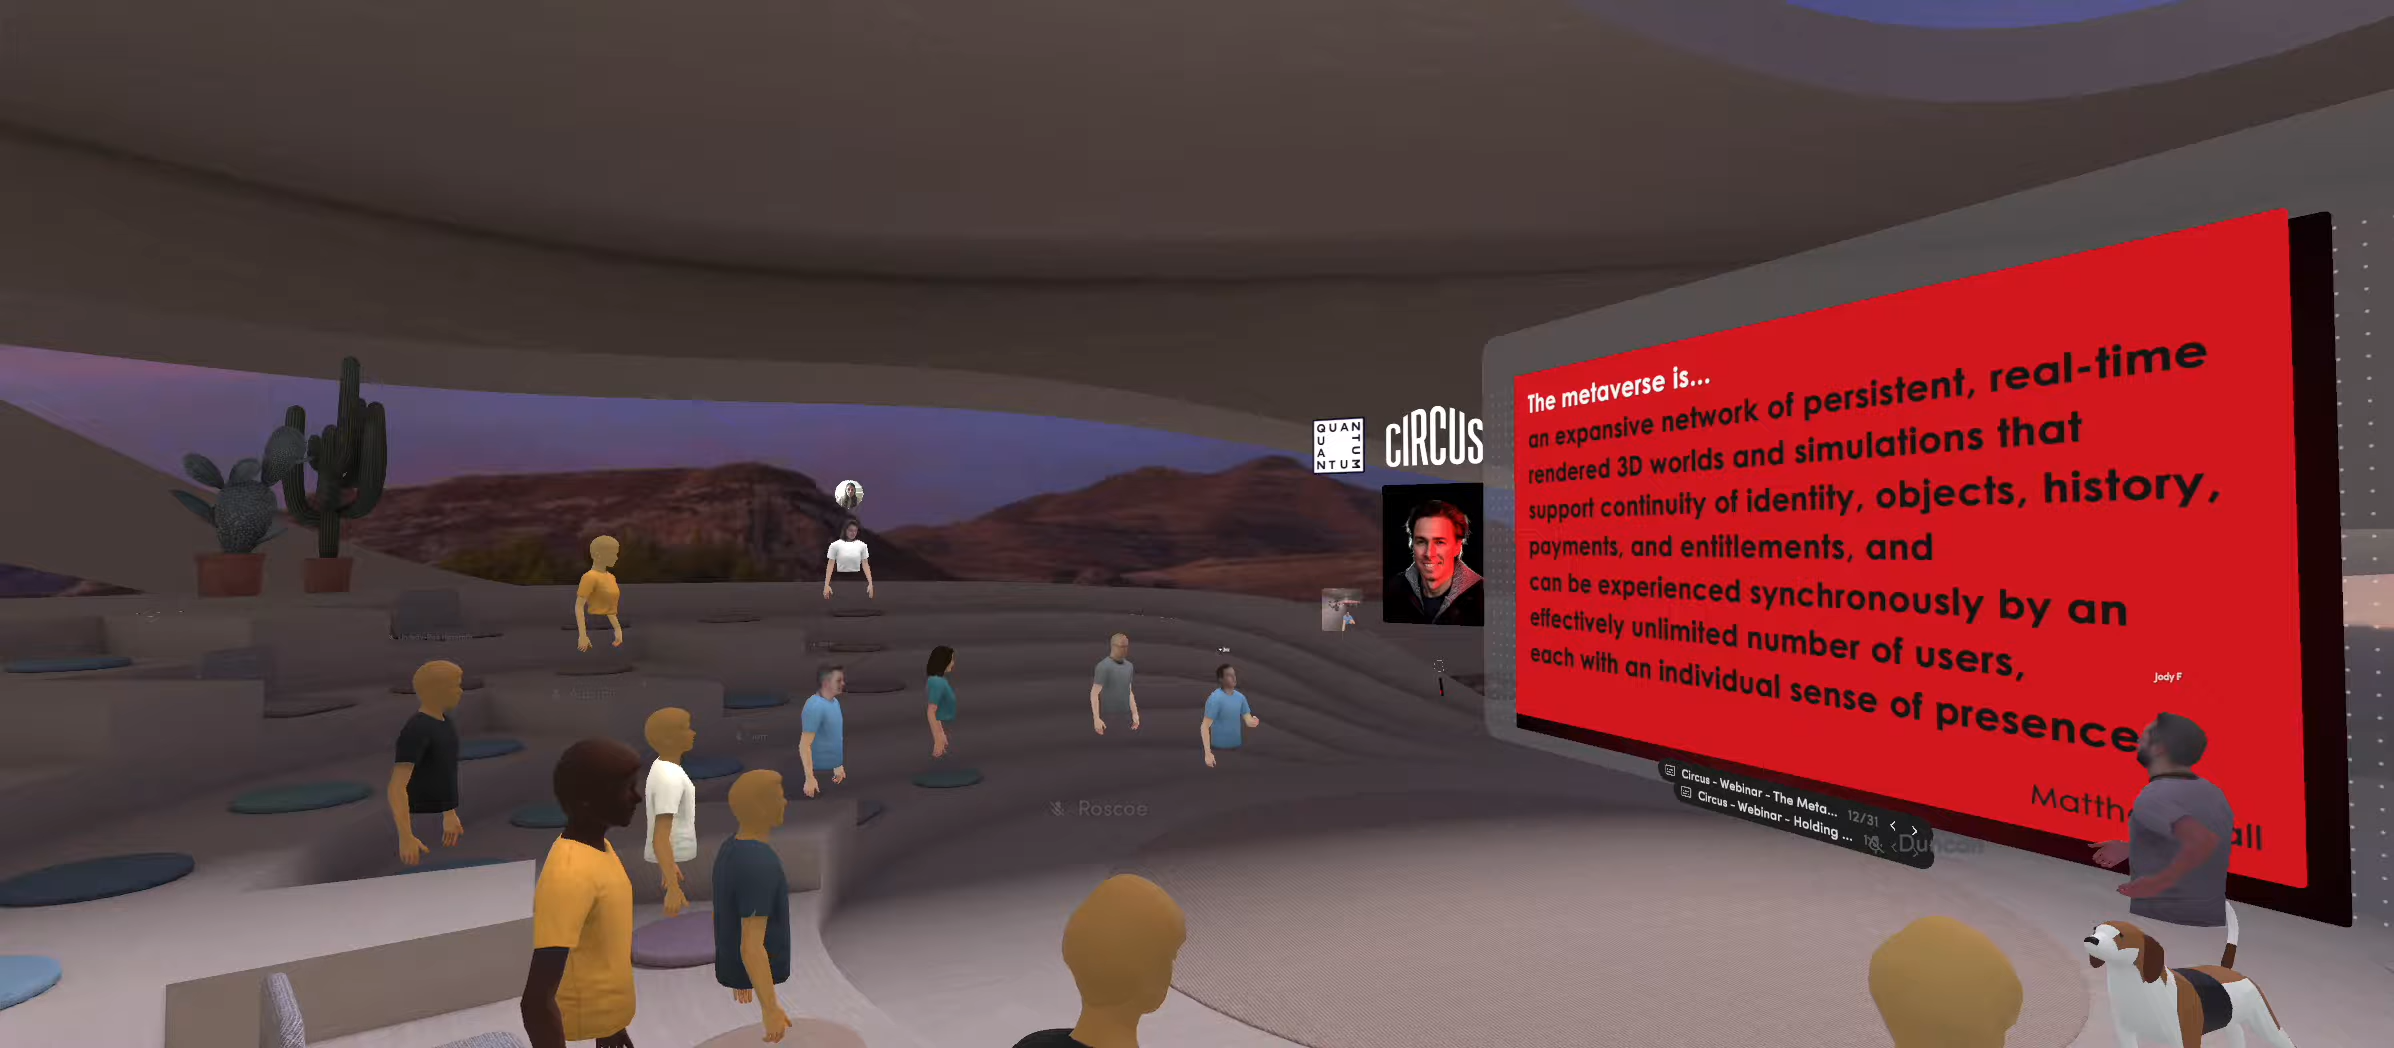 QUANTUM
QUANTUM
CIRCUS
The metaverse is...
an expansive network of persistent, real-time
rendered 3D worlds and simulations that
support continuity of identity, objects, history,
payments, and entitlements, and
can be experienced synchronously by an
effectively unlimited number of users,
each with an individual sense of presence
Jody F
Matth all
Circus - Webinar - The Meta... 12/31 < >
Circus - Webinar - Holding ...
Duncan
Roscoe